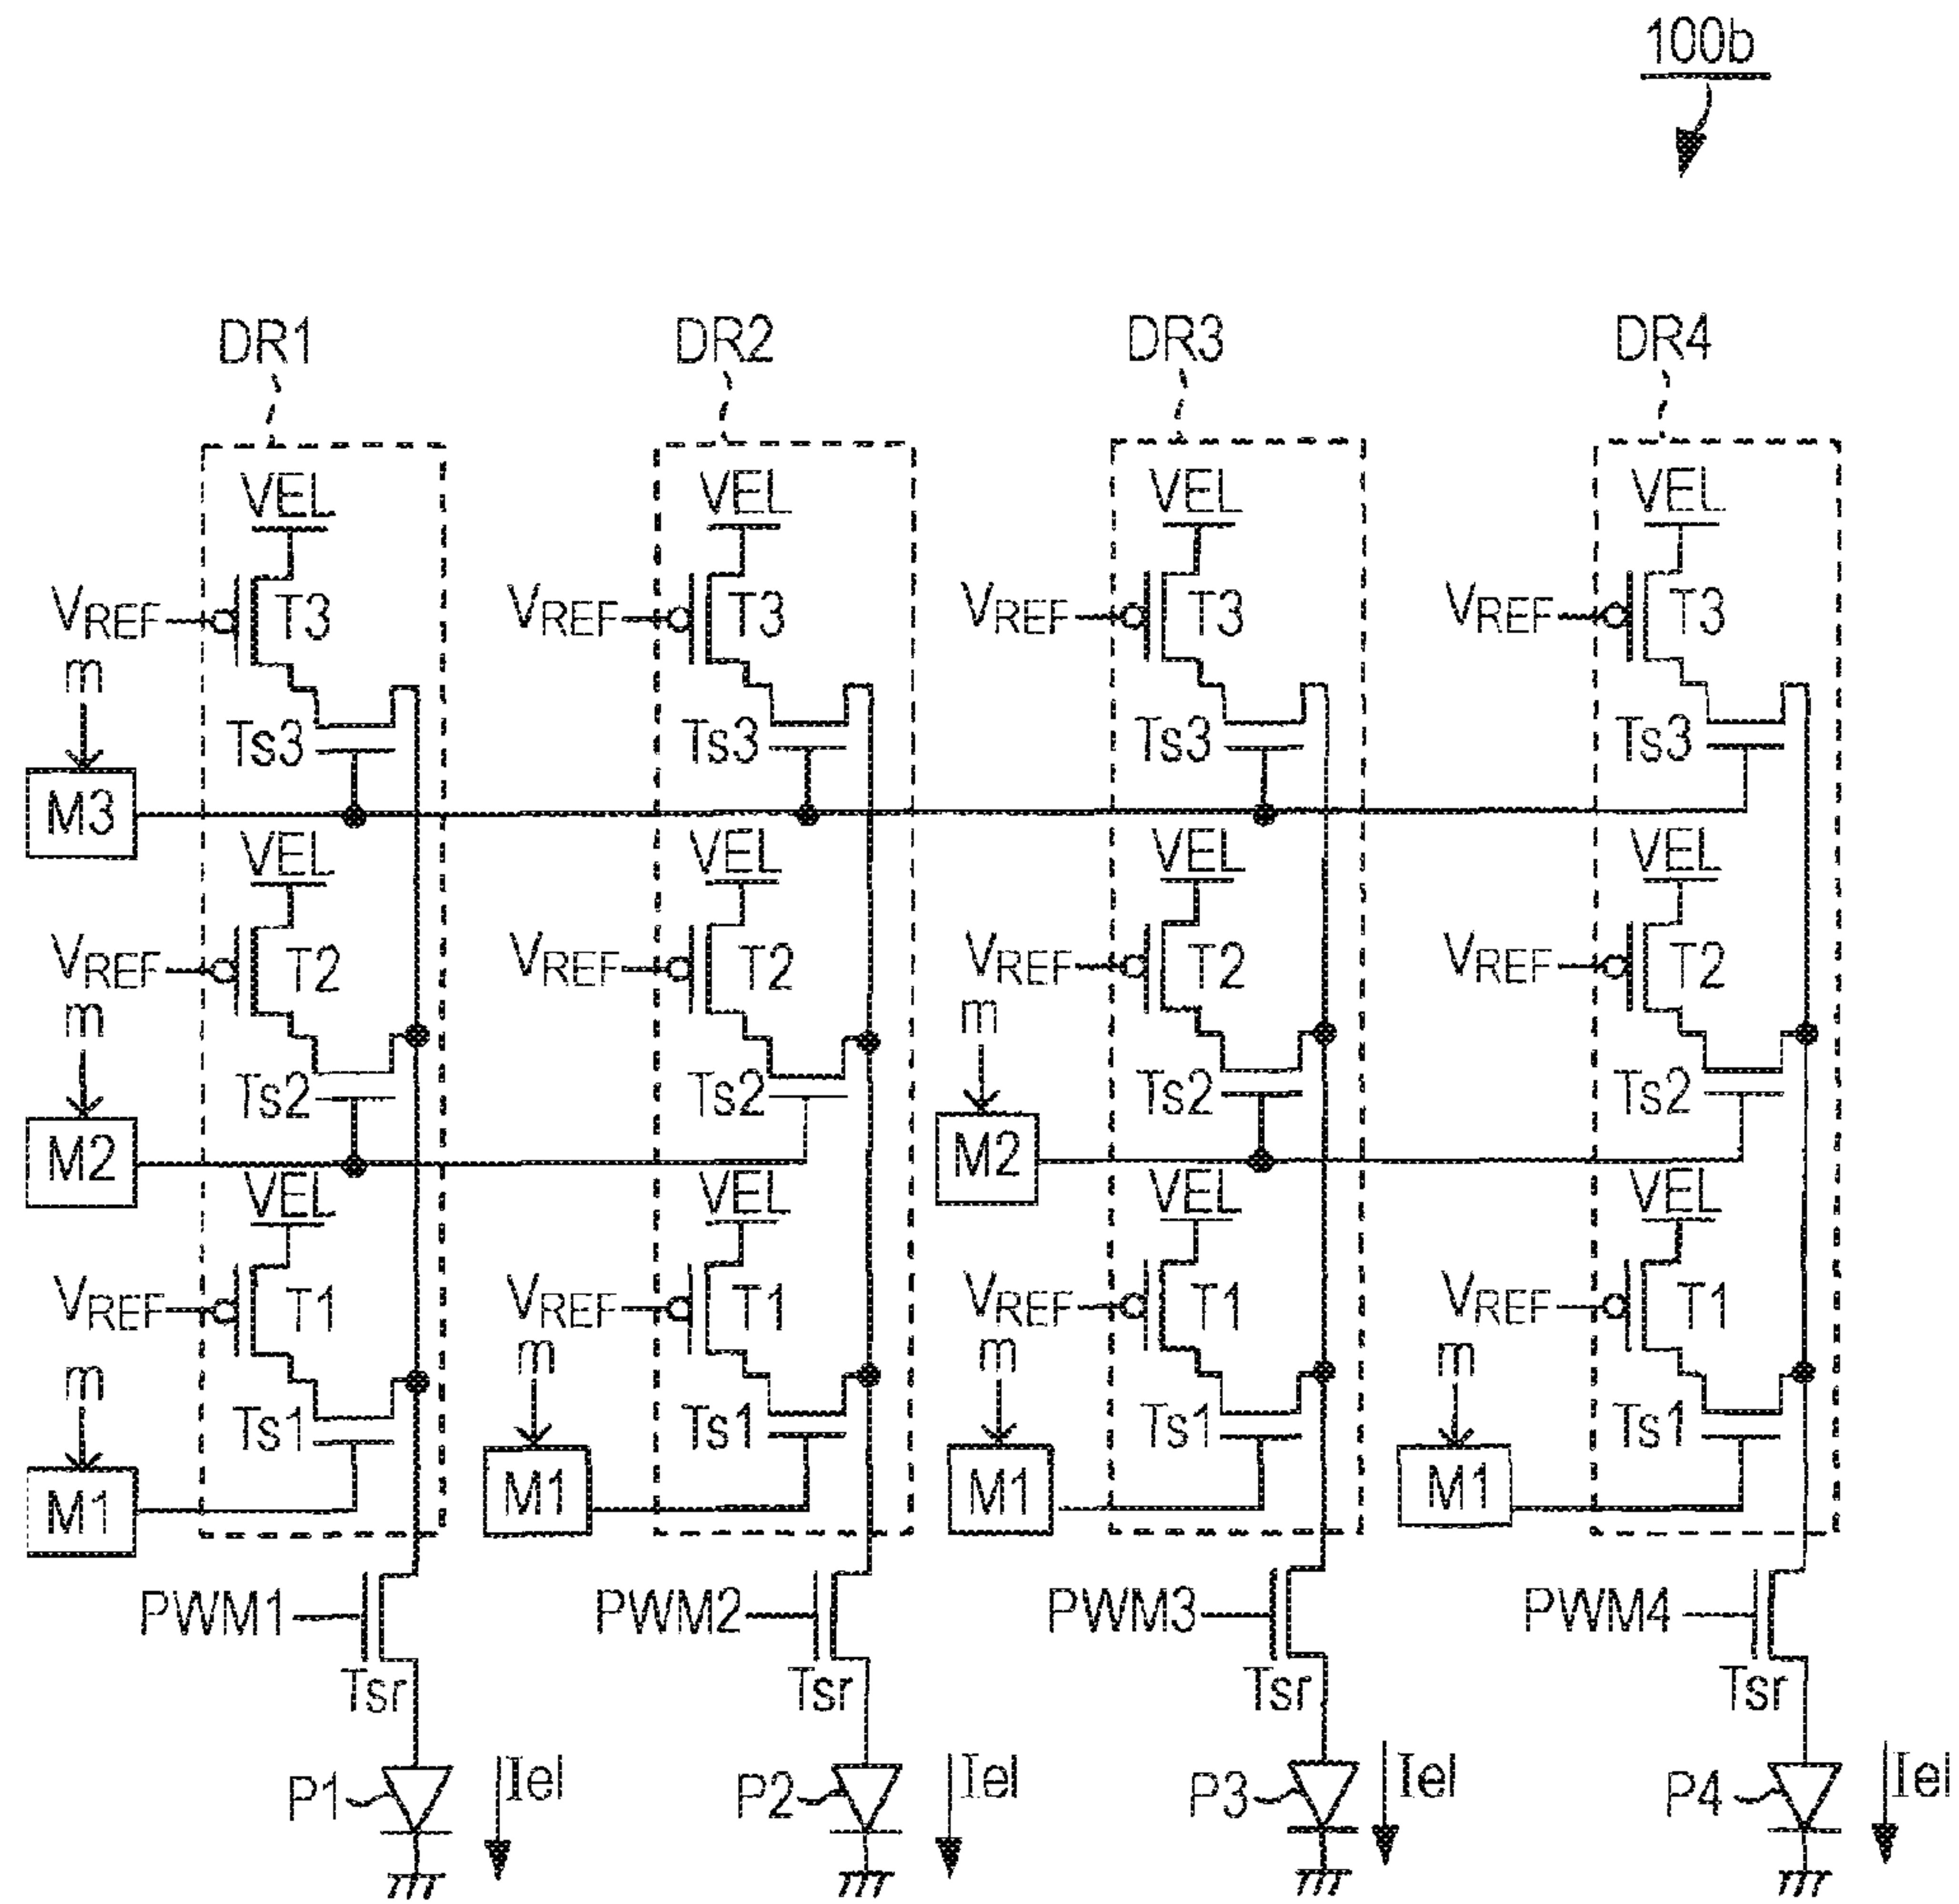 100b
DR1 DR2 DR3 DR4
VEL VEL VEL VEL
VREF T3 VREF T3 VREF T3 VREF T3
m
Ts3 Ts3 Ts3 Ts3
M3
VEL VEL VEL VEL
VREF T2 VREF T2 VREF T2 VREF T2
m m
Ts2 Ts2 Ts2 Ts2
M2 M2
VEL VEL VEL VEL
VREF T1 VREF T1 VREF T1 VREF T1
m m m m
Ts1 Ts1 Ts1 Ts1
M1 M1 M1 M1
PWM1 PWM2 PWM3 PWM4
Tsr Tsr Tsr Tsr
P1 Iel P2 Iel P3 Iel P4 Iel